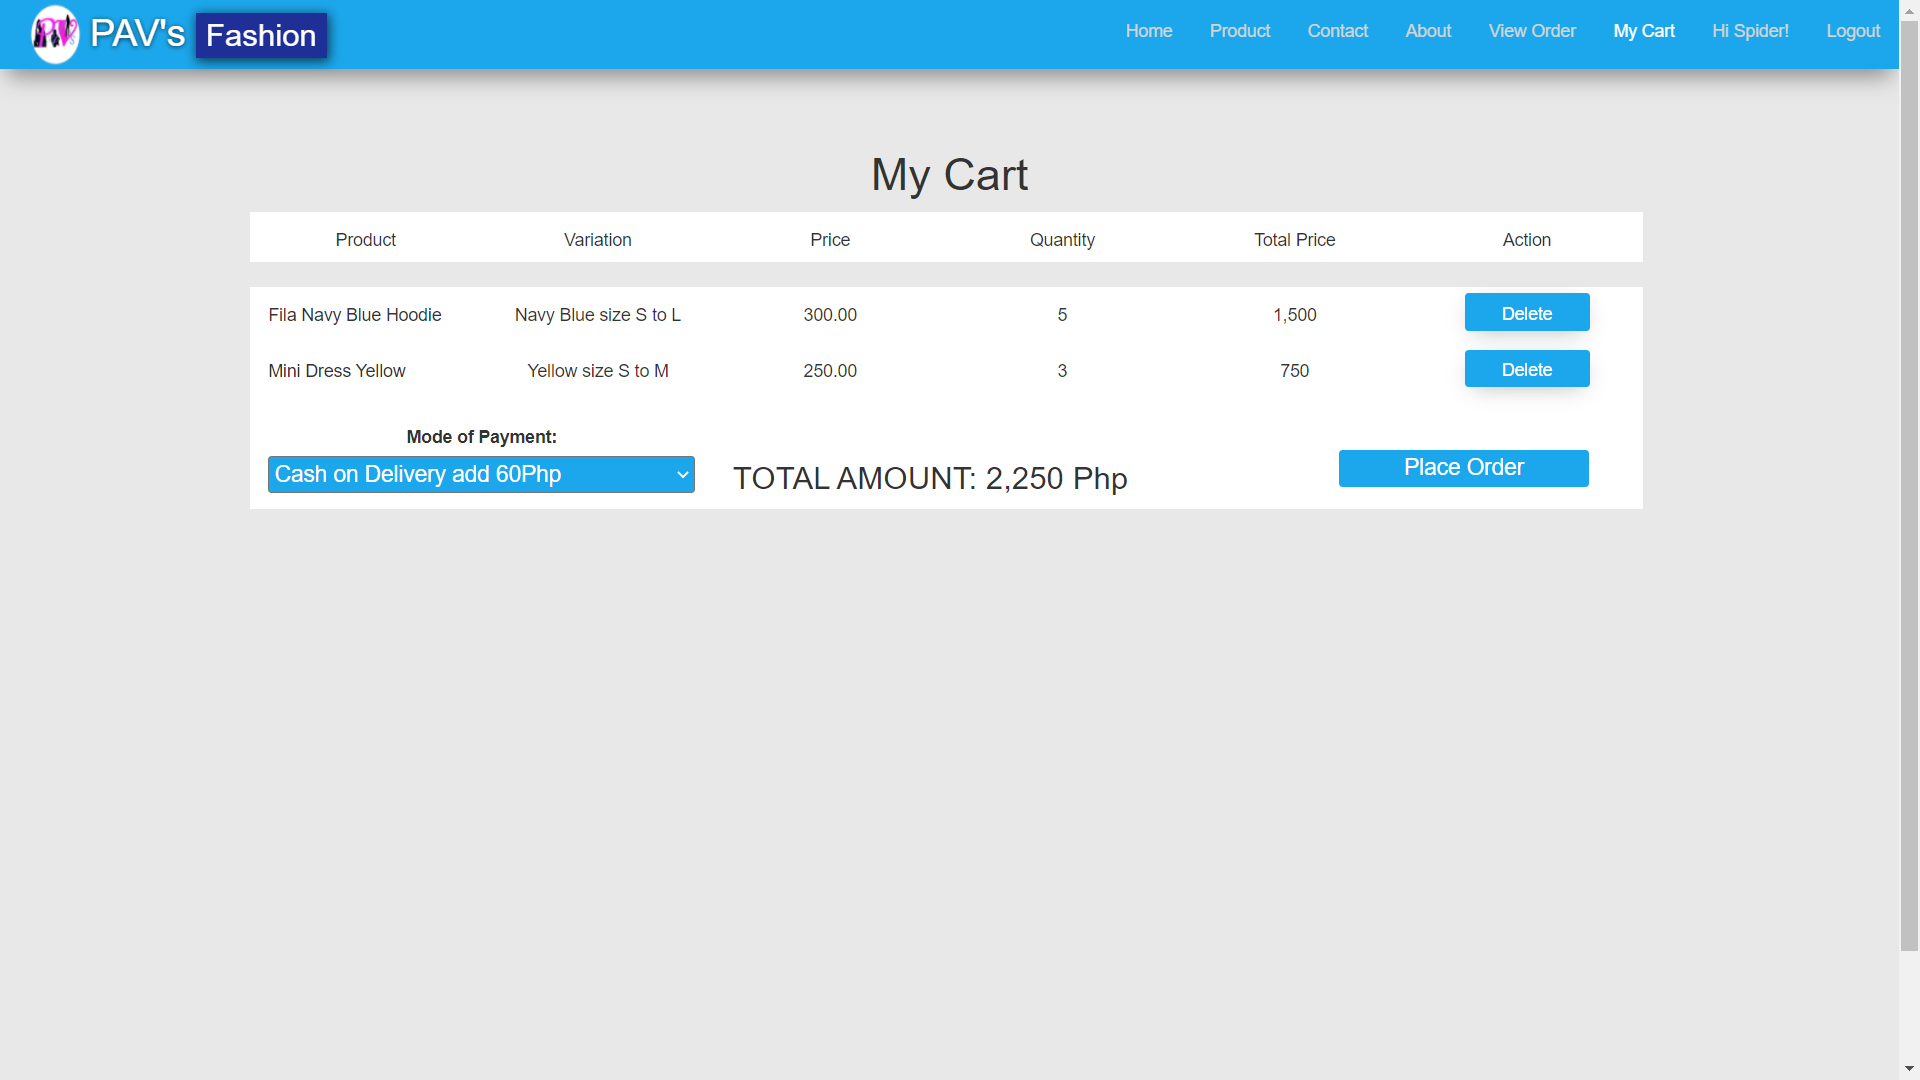 PAV's Fashion
Home Product Contact About View Order My Cart Hi Spider! Logout
My Cart
Product Variation Price Quantity Total Price Action
Fila Navy Blue Hoodie Navy Blue size S to L 300.00 5 1,500 Delete
Mini Dress Yellow Yellow size S to M 250.00 3 750 Delete
Mode of Payment:
Cash on Delivery add 60Php
TOTAL AMOUNT: 2,250 Php
Place Order